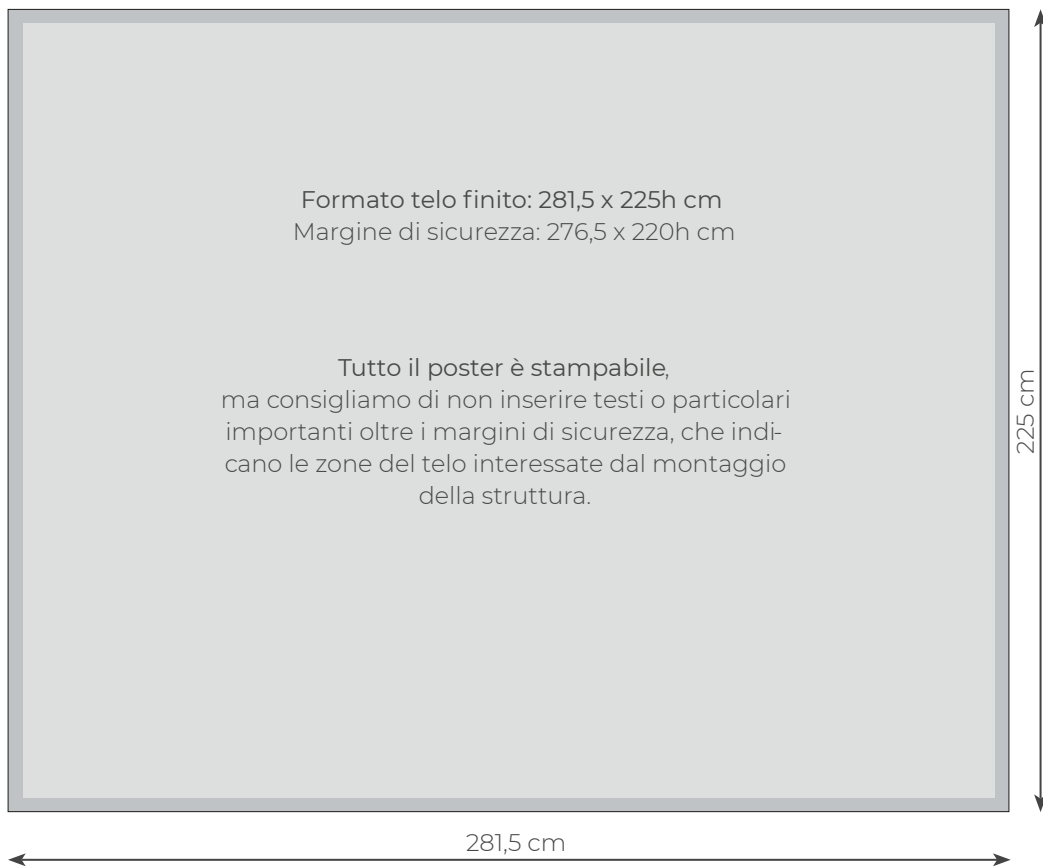 Formato telo finito: 281,5 x 225h cm
Margine di sicurezza: 276,5 x 220h cm
Tutto il poster è stampabile,
ma consigliamo di non inserire testi o particolari
importanti oltre i margini di sicurezza, che indi-
cano le zone del telo interessate dal montaggio
della struttura.
225 cm
281,5 cm